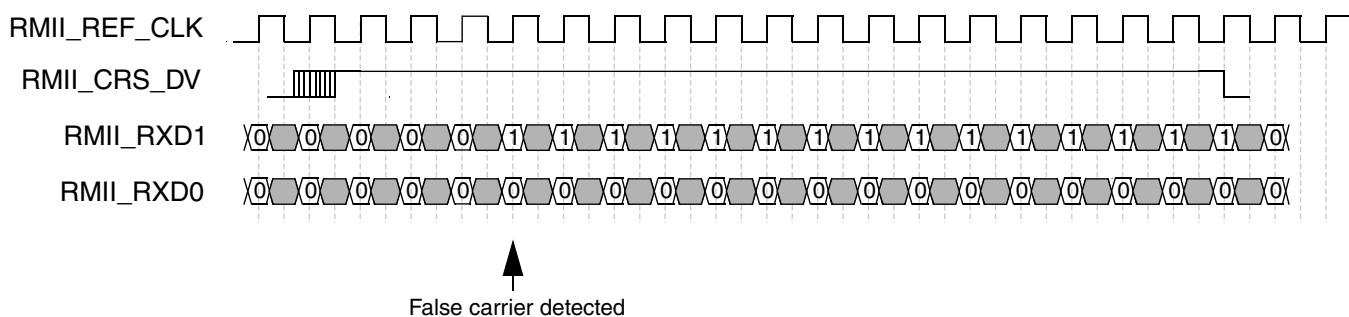 RMII_REF_CLK
RMII_CRS_DV
RMII_RXD1 0 0 0 0 0 1 1 1 1 1 1 1 1 1 1 1 1 1 1 1 0
RMII_RXD0 0 0 0 0 0 0 0 0 0 0 0 0 0 0 0 0 0 0 0 0 0
False carrier detected